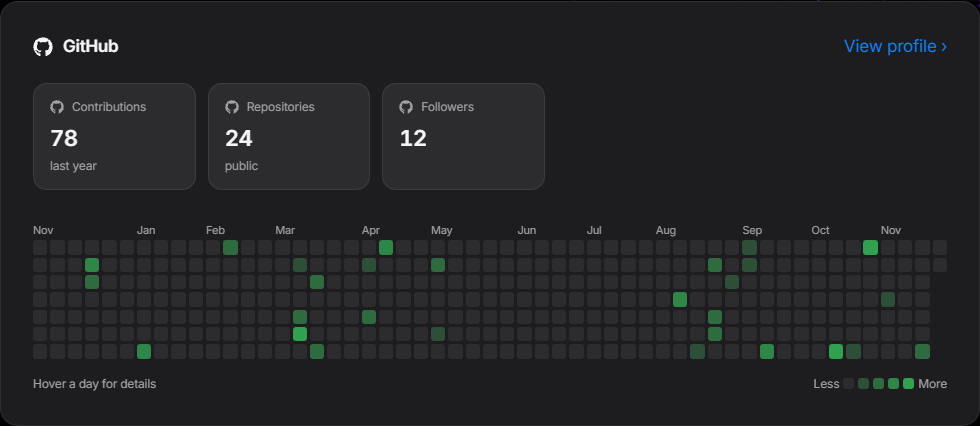 GitHub
View profile ›
Contributions
78
last year
Repositories
24
public
Followers
12
Nov Jan Feb Mar Apr May Jun Jul Aug Sep Oct Nov
Hover a day for details
Less More